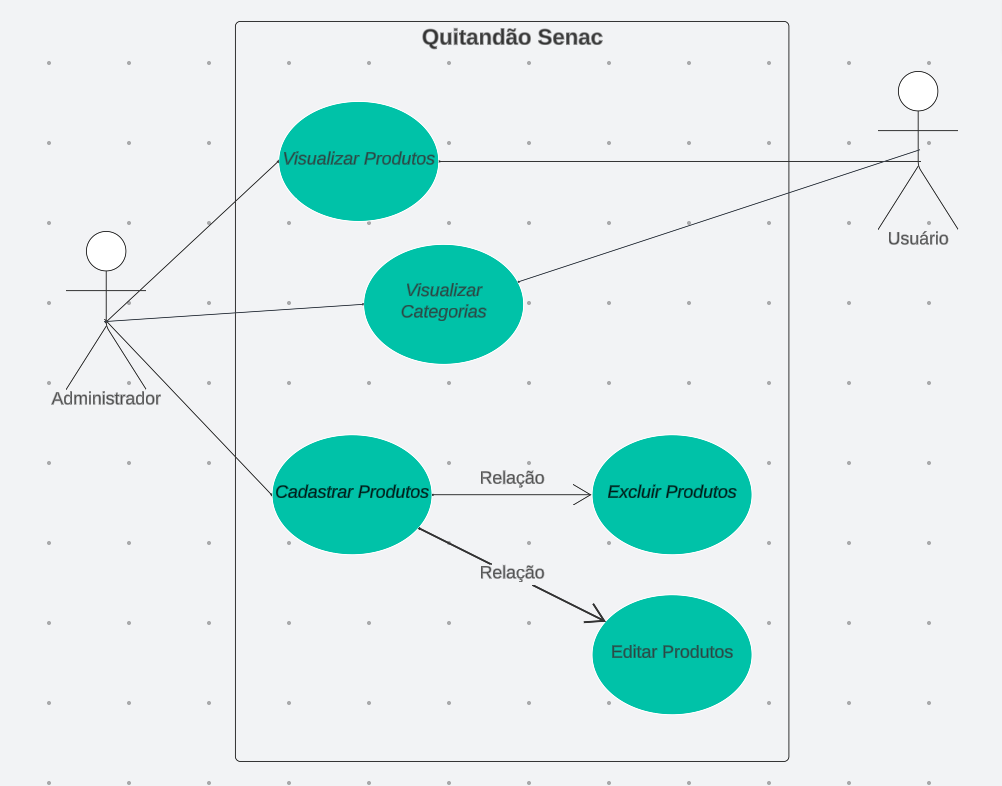 Quitandão Senac
Visualizar Produtos
Usuário
Visualizar
Categorias
Administrador
Relação
Cadastrar Produtos
Excluir Produtos
Relação
Editar Produtos